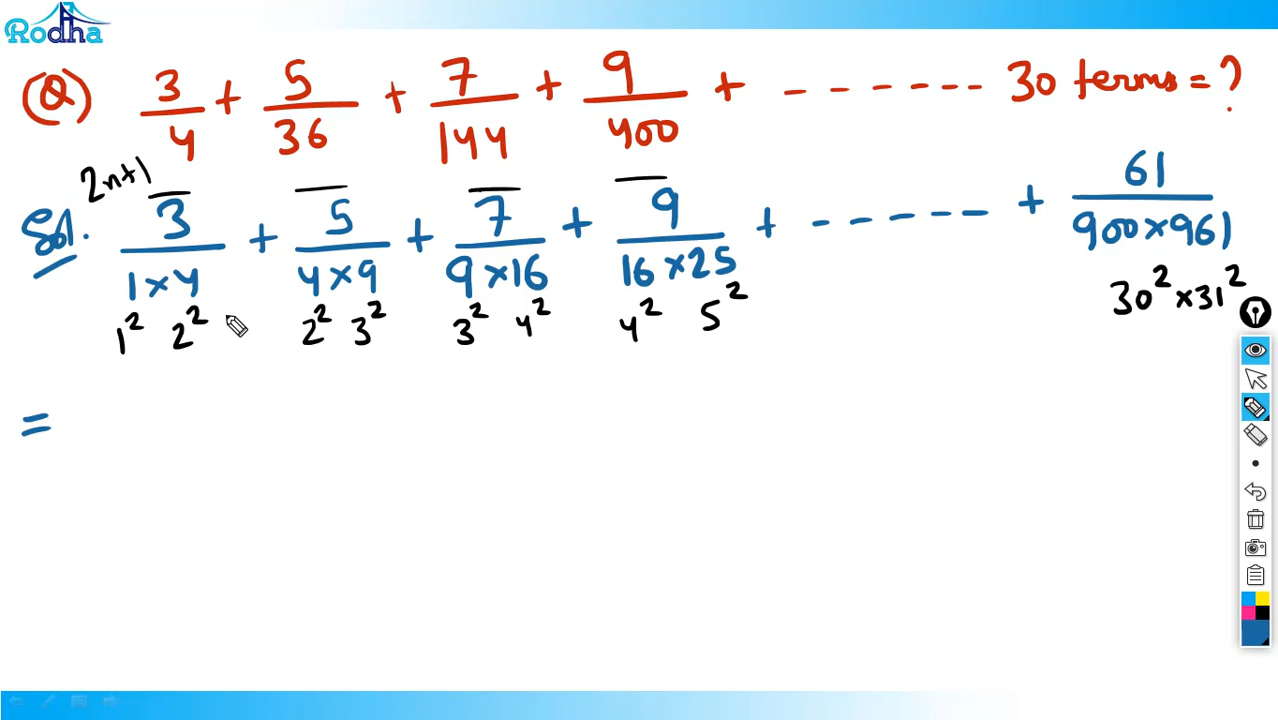 Rodha
(Q) 3/4 + 5/36 + 7/144 + 9/400 + ------- 30 terms = ?
2n+1
Sol. 3/(1×4) + 5/(4×9) + 7/(9×16) + 9/(16×25) + ------ + 61/(900×961)
1² 2² 2² 3² 3² 4² 4² 5² 30²×31²
=